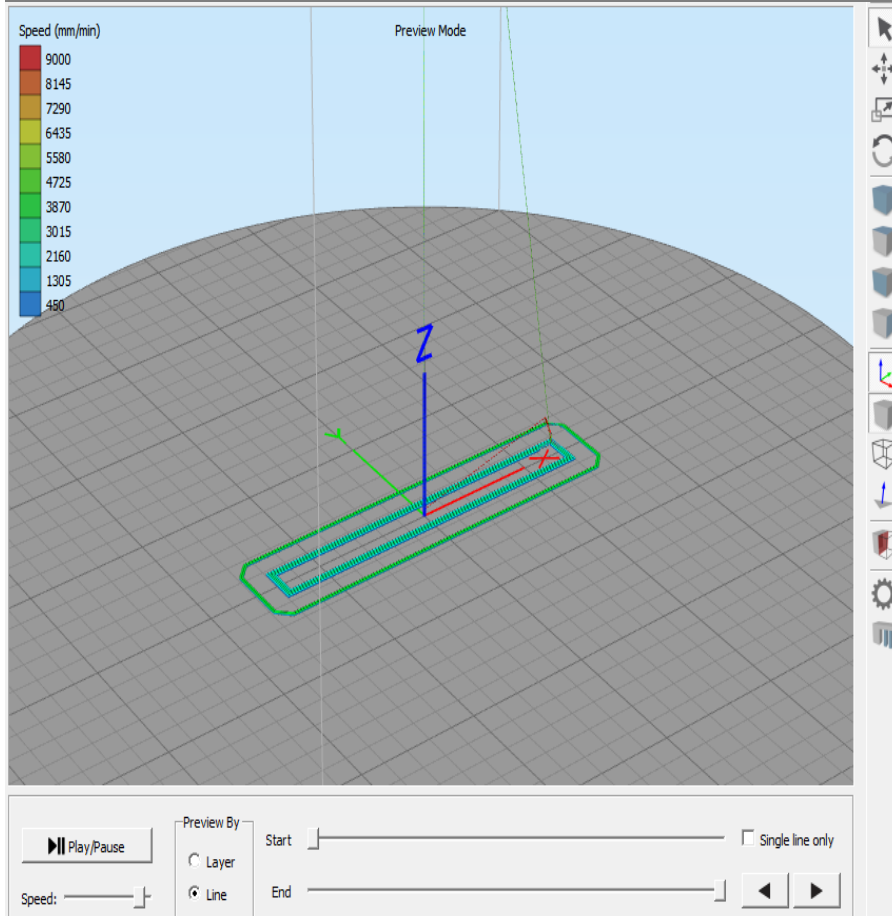 Speed (mm/min)
Preview Mode
9000
8145
7290
6435
5580
4725
3870
3015
2160
1305
450
Z
Y
X
Play/Pause
Speed:
Preview By
Layer
Line
Start
End
Single line only